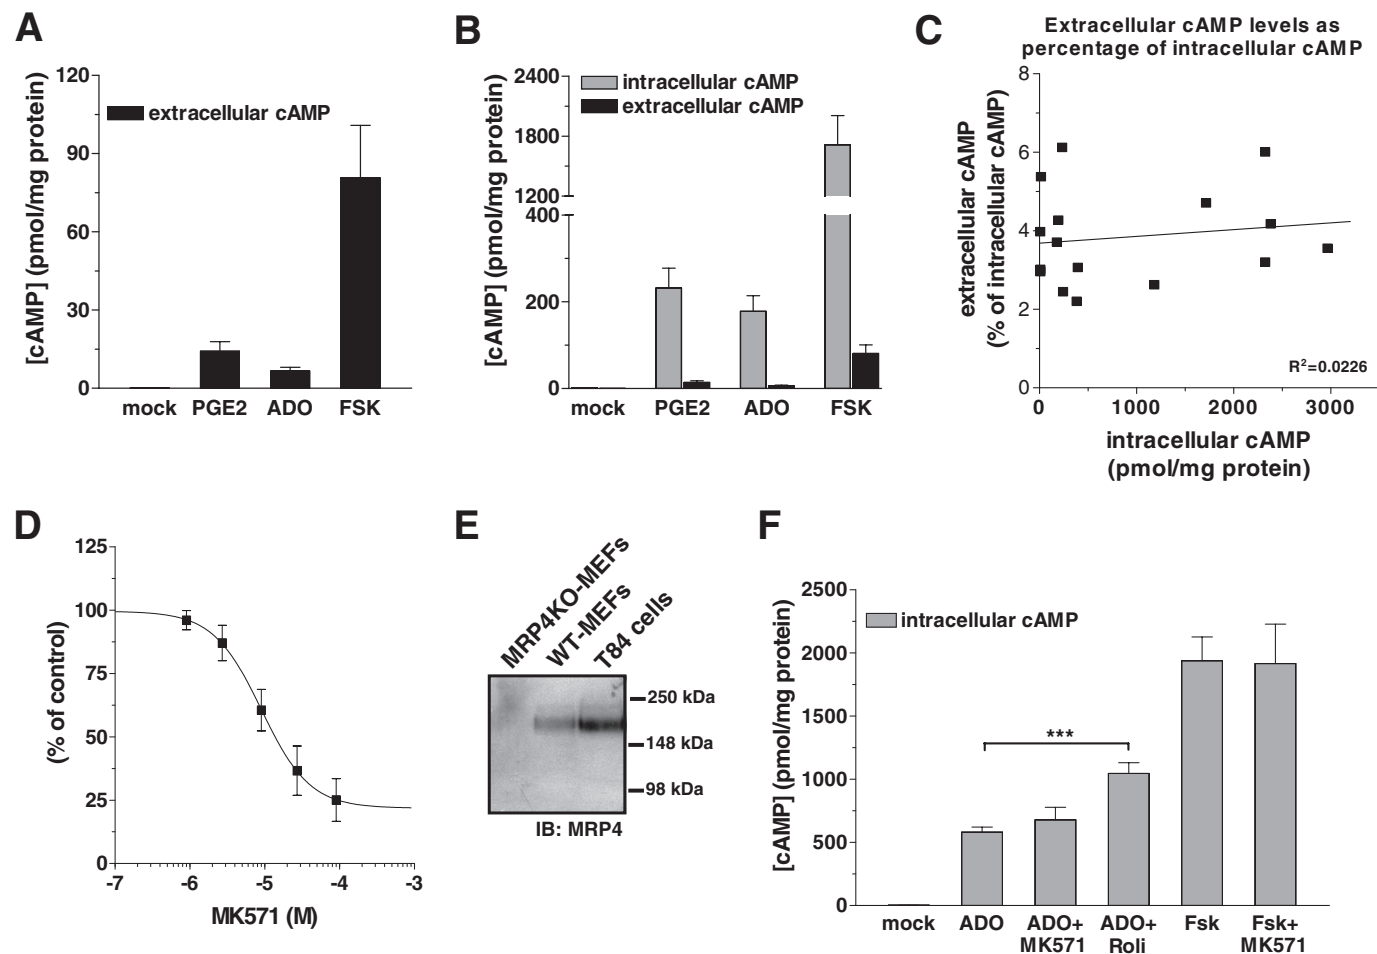 A
[cAMP] (pmol/mg protein)
120
90
60
30
0
extracellular cAMP
mock PGE2 ADO FSK
B
[cAMP] (pmol/mg protein)
2400
1800
1200
400
200
0
intracellular cAMP
extracellular cAMP
mock PGE2 ADO FSK
C
Extracellular cAMP levels as
percentage of intracellular cAMP
extracellular cAMP
(% of intracellular cAMP)
8
6
4
2
0
R²=0.0226
0 1000 2000 3000
intracellular cAMP
(pmol/mg protein)
D
(% of control)
125
100
75
50
25
0
-7 -6 -5 -4 -3
MK571 (M)
E
MRP4KO-MEFs
WT-MEFs
T84 cells
250 kDa
148 kDa
98 kDa
IB: MRP4
F
[cAMP] (pmol/mg protein)
2500
2000
1500
1000
500
0
intracellular cAMP
***
mock ADO ADO+ ADO+ Fsk Fsk+
MK571 Roli MK571